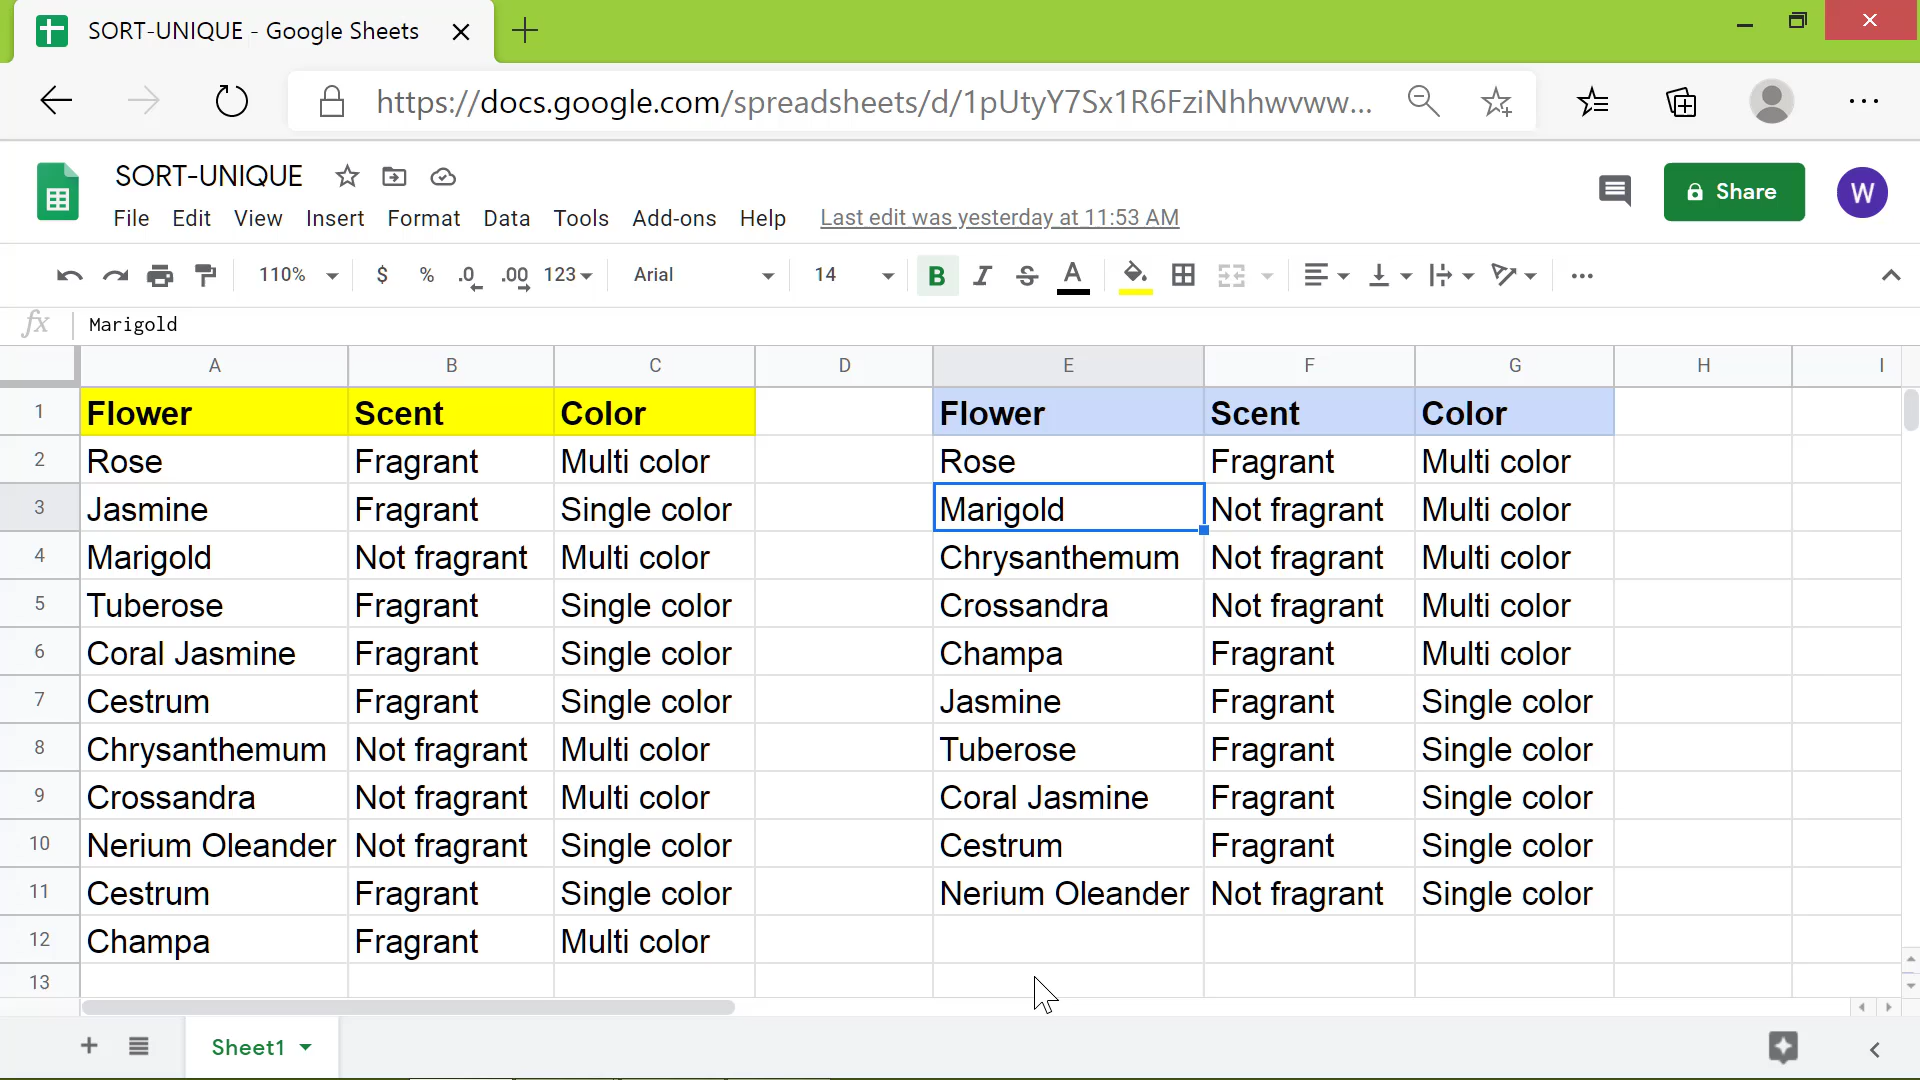 SORT-UNIQUE - Google Sheets
https://docs.google.com/spreadsheets/d/1pUtyY7Sx1R6FziNhhwvww...
SORT-UNIQUE
Share
W
File Edit View Insert Format Data Tools Add-ons Help Last edit was yesterday at 11:53 AM
110% $ % .0 .00 123 Arial 14 B I S A
fx Marigold
A B C D E F G H I
1 Flower Scent Color Flower Scent Color
2 Rose Fragrant Multi color Rose Fragrant Multi color
3 Jasmine Fragrant Single color Marigold Not fragrant Multi color
4 Marigold Not fragrant Multi color Chrysanthemum Not fragrant Multi color
5 Tuberose Fragrant Single color Crossandra Not fragrant Multi color
6 Coral Jasmine Fragrant Single color Champa Fragrant Multi color
7 Cestrum Fragrant Single color Jasmine Fragrant Single color
8 Chrysanthemum Not fragrant Multi color Tuberose Fragrant Single color
9 Crossandra Not fragrant Multi color Coral Jasmine Fragrant Single color
10 Nerium Oleander Not fragrant Single color Cestrum Fragrant Single color
11 Cestrum Fragrant Single color Nerium Oleander Not fragrant Single color
12 Champa Fragrant Multi color
13
Sheet1